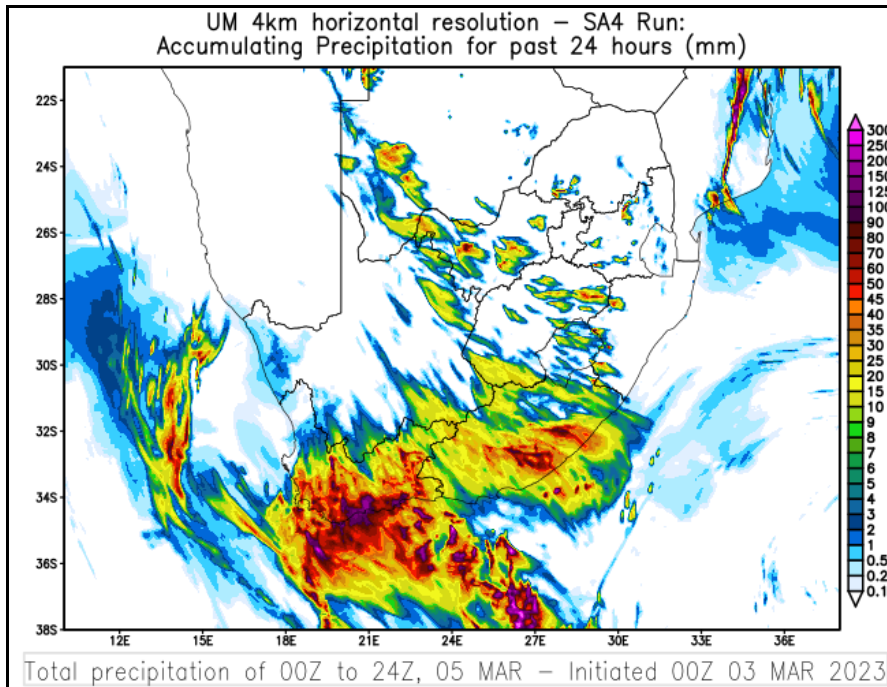 UM 4km horizontal resolution – SA4 Run:
Accumulating Precipitation for past 24 hours (mm)
22S
24S
26S
28S
30S
32S
34S
36S
38S
12E
15E
18E
21E
24E
27E
30E
33E
36E
300
250
200
150
125
100
90
80
70
60
50
45
40
35
30
25
20
15
10
9
8
7
6
5
4
3
2
1
0.5
0.2
0.1
Total precipitation of 00Z to 24Z, 05 MAR – Initiated 00Z 03 MAR 2023